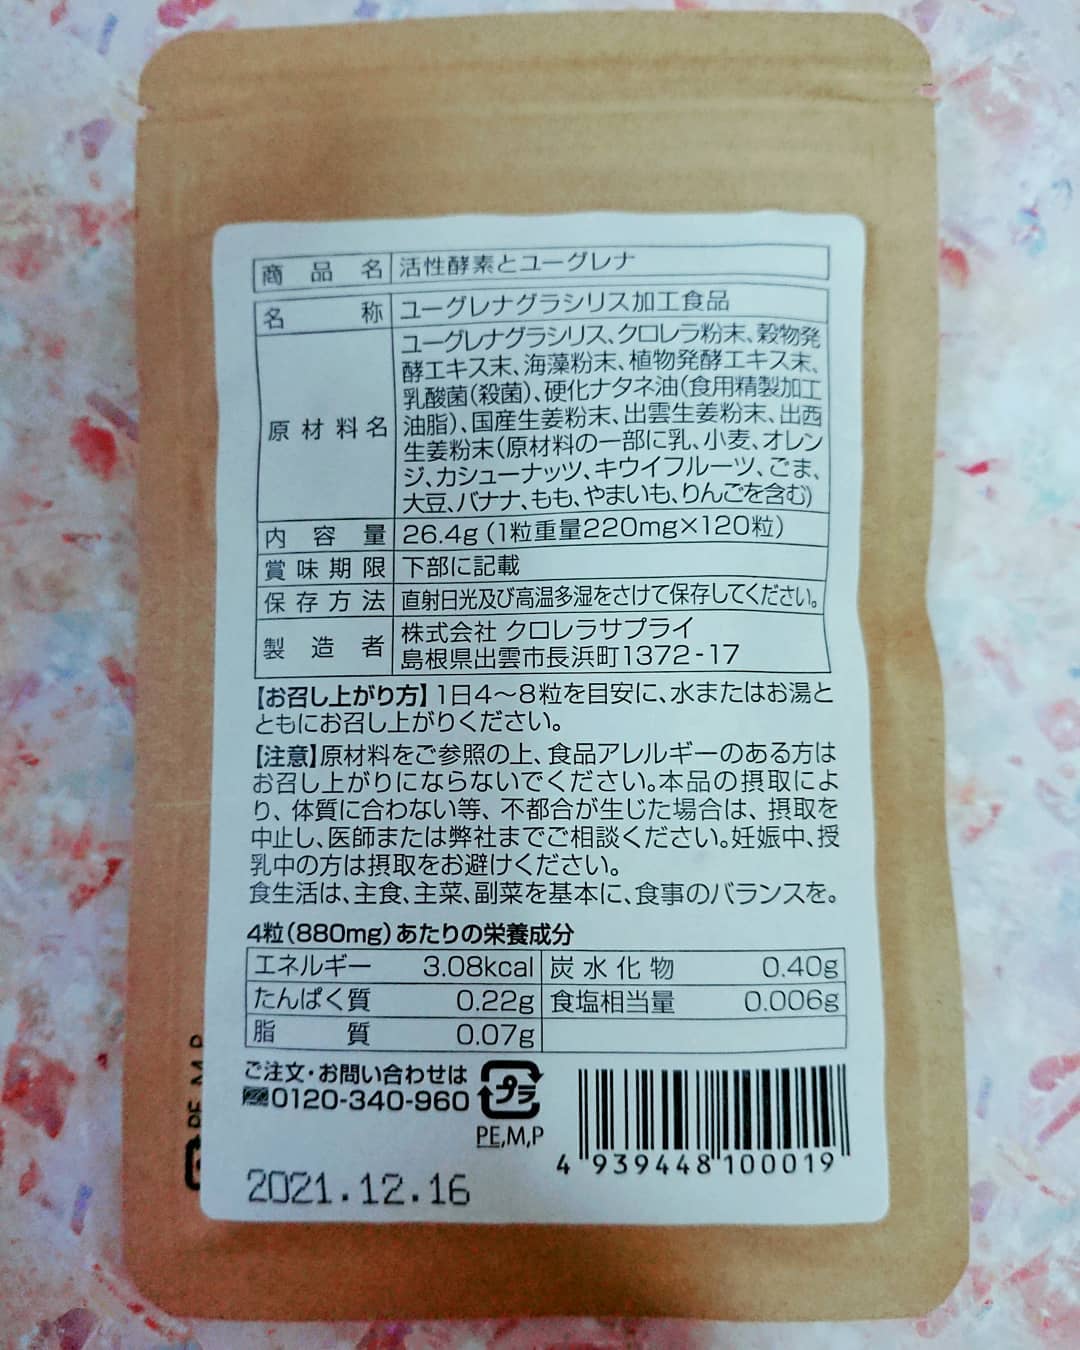 商品名 活性酵素とユーグレナ
名称 ユーグレナグラシリス加工食品
原材料名 ユーグレナグラシリス、クロレラ粉末、穀物発
酵エキス末、海藻粉末、植物発酵エキス末、
乳酸菌(殺菌)、硬化ナタネ油(食用精製加工
油脂)、国産生姜粉末、出雲生姜粉末、出西
生姜粉末(原材料の一部に乳、小麦、オレン
ジ、カシューナッツ、キウイフルーツ、ごま、
大豆、バナナ、もも、やまいも、りんごを含む)
内容量 26.4g(1粒重量220mg×120粒)
賞味期限 下部に記載
保存方法 直射日光及び高温多湿をさけて保存してください。
製造者 株式会社 クロレラサプライ
島根県出雲市長浜町1372-17
【お召し上がり方】1日4〜8粒を目安に、水またはお湯と
ともにお召し上がりください。
【注意】原材料をご参照の上、食品アレルギーのある方は
お召し上がりにならないでください。本品の摂取によ
り、体質に合わない等、不都合が生じた場合は、摂取を
中止し、医師または弊社までご相談ください。妊娠中、授
乳中の方は摂取をお避けください。
食生活は、主食、主菜、副菜を基本に、食事のバランスを。
4粒(880mg)あたりの栄養成分
エネルギー 3.08kcal 炭水化物 0.40g
たんぱく質 0.22g 食塩相当量 0.006g
脂質 0.07g
ご注文・お問い合わせは
0120-340-960
プラ
PE,M,P
4 939448 100019
2021.12.16
PE,M,P